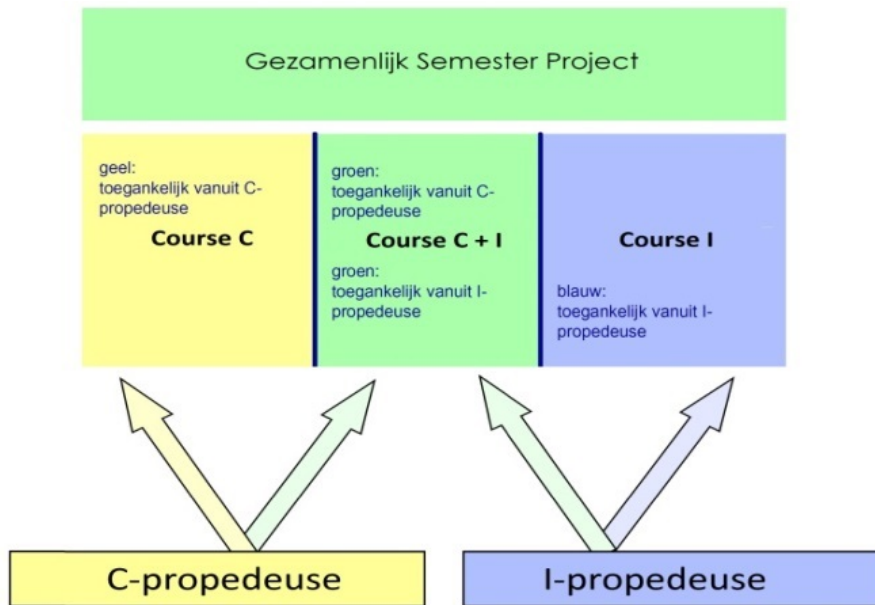 Gezamenlijk Semester Project
geel:
toegankelijk vanuit C-
propedeuse
Course C
groen:
toegankelijk vanuit C-
propedeuse
Course C + I
groen:
toegankelijk vanuit I-
propedeuse
Course I
blauw:
toegankelijk vanuit I-
propedeuse
C-propedeuse
I-propedeuse